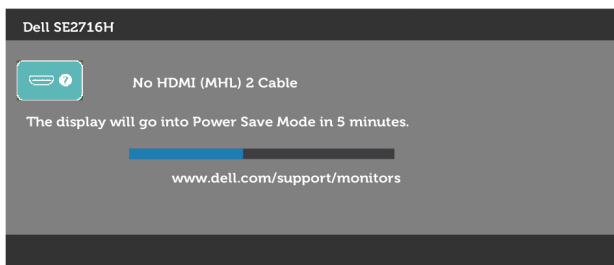 Dell SE2716H
?
No HDMI (MHL) 2 Cable
The display will go into Power Save Mode in 5 minutes.
www.dell.com/support/monitors